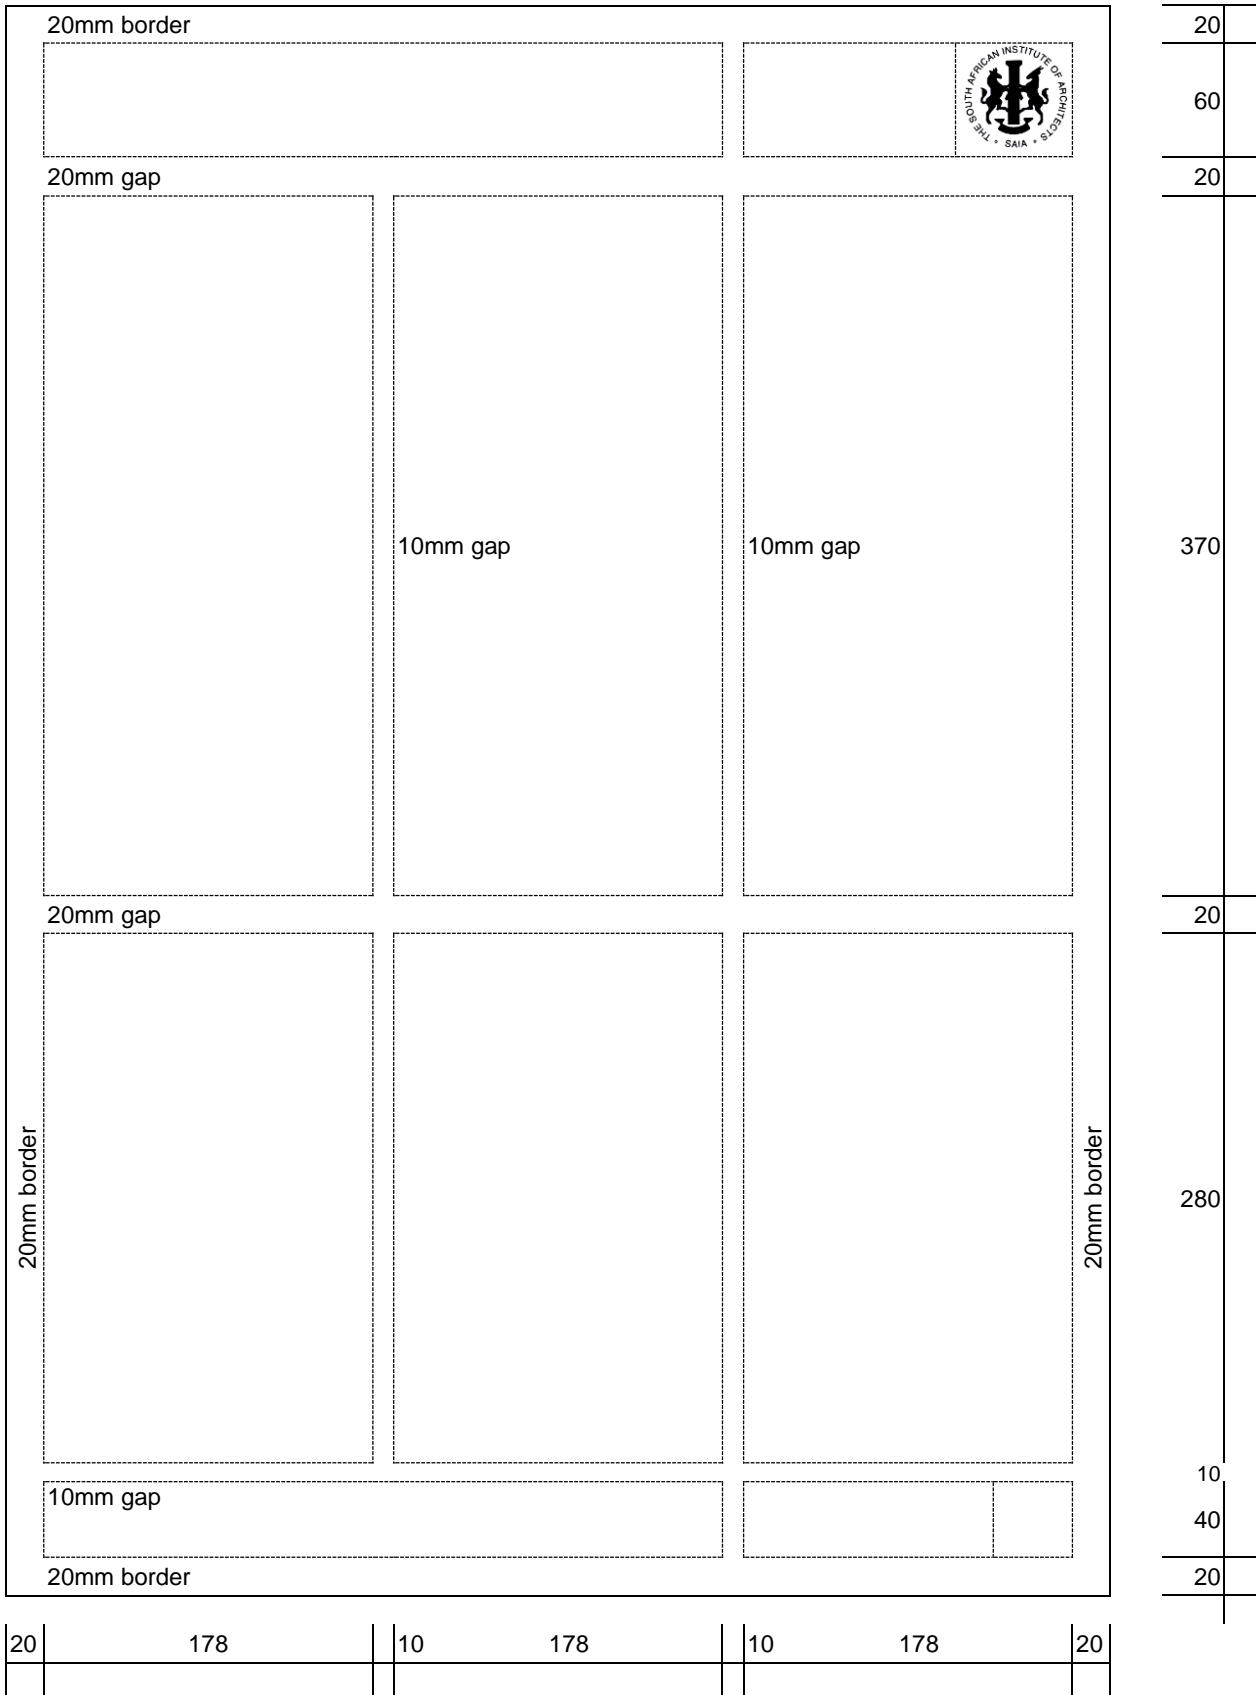 20mm border
20
THE SOUTH AFRICAN INSTITUTE OF ARCHITECTS
• SAIA •
60
20mm gap
20
10mm gap
10mm gap
370
20mm gap
20
20mm border
20mm border
280
10
10mm gap
40
20mm border
20
20 178 10 178 10 178 20